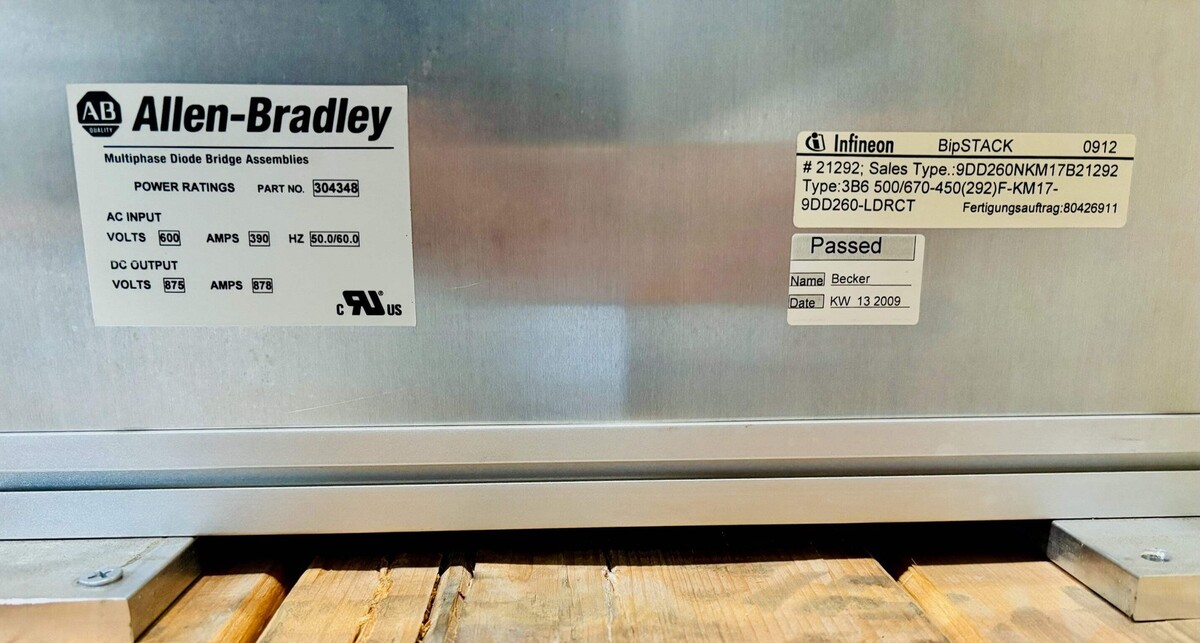 AB QUALITY Allen-Bradley
Multiphase Diode Bridge Assemblies
POWER RATINGS PART NO. 304348
AC INPUT
VOLTS 600 AMPS 390 HZ 50.0/60.0
DC OUTPUT
VOLTS 875 AMPS 878
c RU® US
Infineon BipSTACK 0912
# 21292; Sales Type.:9DD260NKM17B21292
Type:3B6 500/670-450(292)F-KM17-
9DD260-LDRCT Fertigungsauftrag:80426911
Passed
Name Becker
Date KW 13 2009